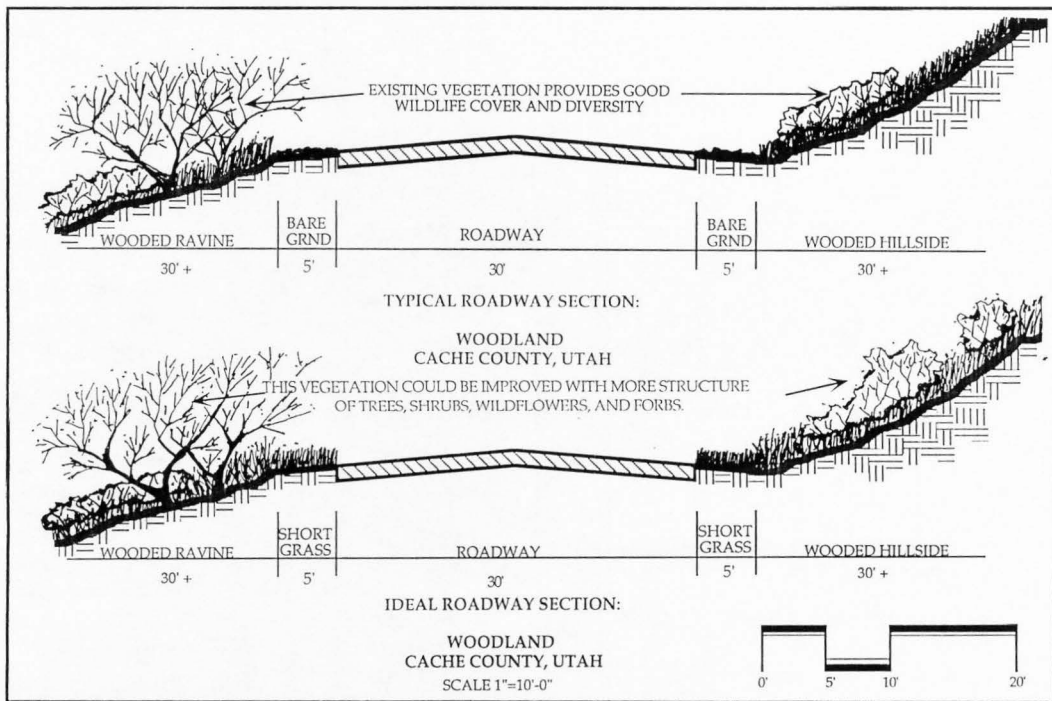 EXISTING VEGETATION PROVIDES GOOD
WILDLIFE COVER AND DIVERSITY
WOODED RAVINE
BARE
GRND
ROADWAY
BARE
GRND
WOODED HILLSIDE
30' +
5'
30'
5'
30' +
TYPICAL ROADWAY SECTION:
WOODLAND
CACHE COUNTY, UTAH
THIS VEGETATION COULD BE IMPROVED WITH MORE STRUCTURE
OF TREES, SHRUBS, WILDFLOWERS, AND FORBS.
WOODED RAVINE
SHORT
GRASS
ROADWAY
SHORT
GRASS
WOODED HILLSIDE
30' +
5'
30'
5'
30' +
IDEAL ROADWAY SECTION:
WOODLAND
CACHE COUNTY, UTAH
SCALE 1"=10'-0"
0' 5' 10' 20'